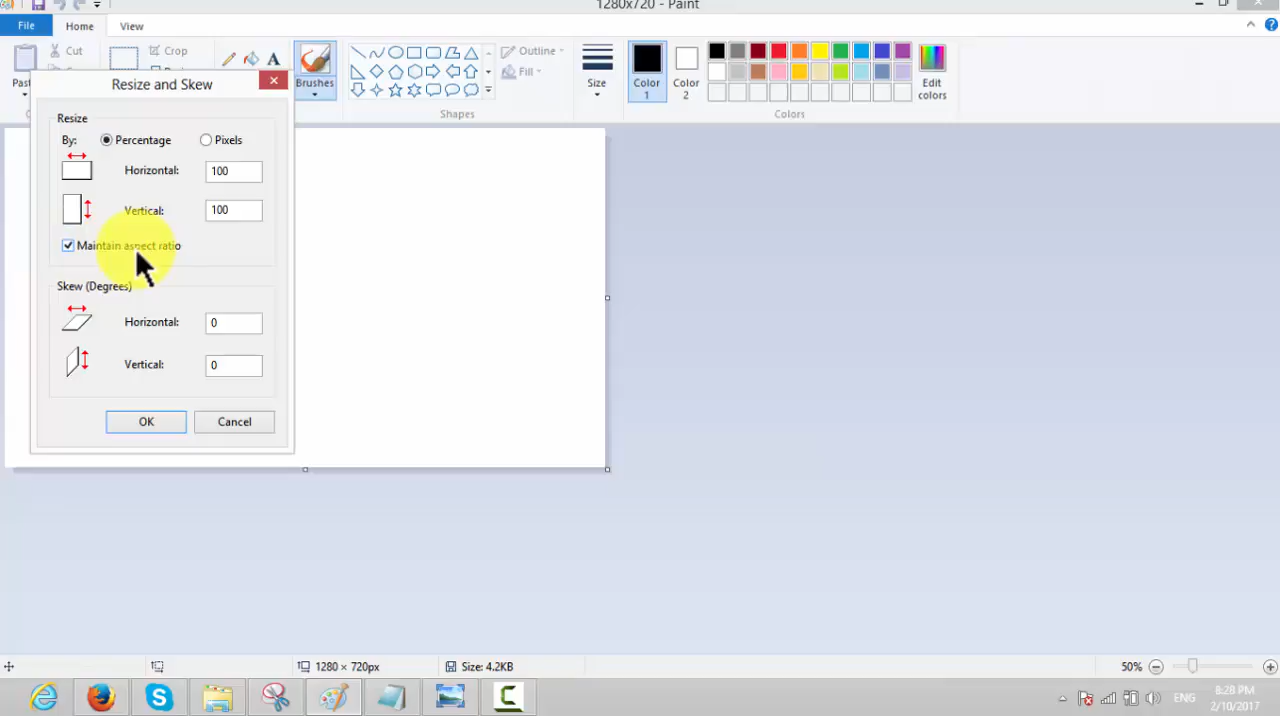 1280x720 - Paint
File
Home
View
Cut
Crop
Outline
Fill
Brushes
Size
Color 1
Color 2
Edit colors
Shapes
Colors
Resize and Skew
Resize
By:
Percentage
Pixels
Horizontal:
100
Vertical:
100
Maintain aspect ratio
Skew (Degrees)
Horizontal:
0
Vertical:
0
OK
Cancel
1280 × 720px
Size: 4.2KB
50%
ENG
8:28 PM
2/10/2017